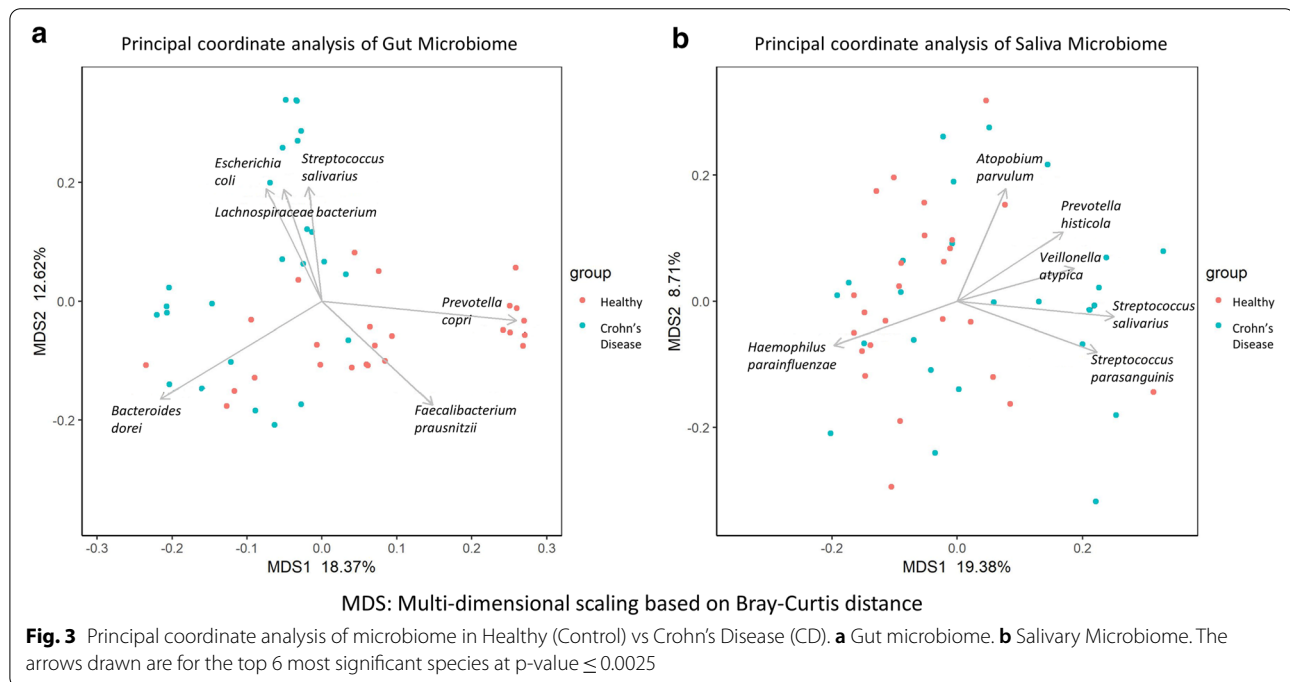 a
Principal coordinate analysis of Gut Microbiome
MDS2 12.62%
0.2
0.0
-0.2
-0.3
-0.2
-0.1
0.0
0.1
0.2
0.3
MDS1 18.37%
Escherichia
coli
Streptococcus
salivarius
Lachnospiraceae bacterium
Prevotella
copri
Bacteroides
dorei
Faecalibacterium
prausnitzii
group
Healthy
Crohn's
Disease
b
Principal coordinate analysis of Saliva Microbiome
MDS2 8.71%
0.2
0.0
-0.2
-0.2
0.0
0.2
MDS1 19.38%
Atopobium
parvulum
Prevotella
histicola
Veillonella
atypica
Streptococcus
salivarius
Streptococcus
parasanguinis
Haemophilus
parainfluenzae
group
Healthy
Crohn's
Disease
MDS: Multi-dimensional scaling based on Bray-Curtis distance
Fig. 3 Principal coordinate analysis of microbiome in Healthy (Control) vs Crohn's Disease (CD). a Gut microbiome. b Salivary Microbiome. The
arrows drawn are for the top 6 most significant species at p-value ≤ 0.0025